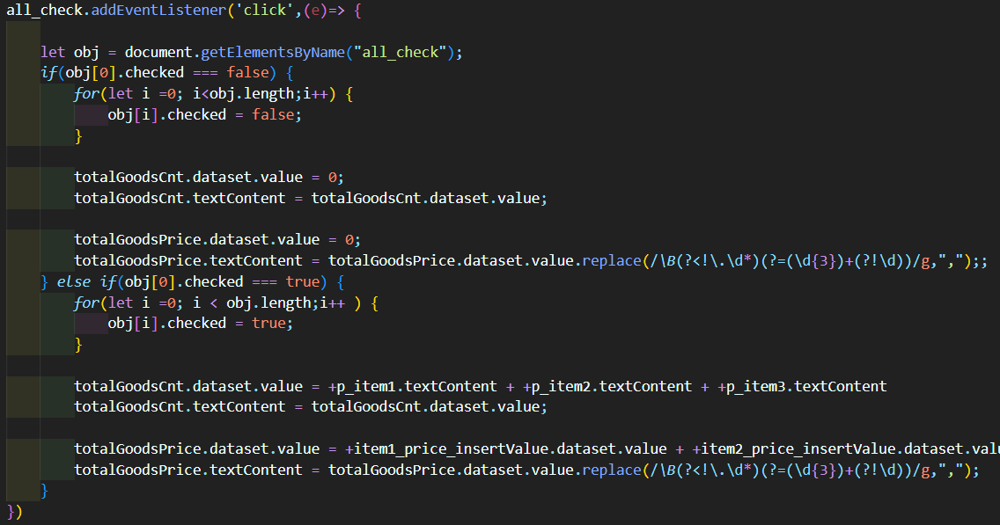 all_check.addEventListener('click',(e)=> {
let obj = document.getElementsByName("all_check");
if(obj[0].checked === false) {
for(let i =0; i<obj.length;i++) {
obj[i].checked = false;
}
totalGoodsCnt.dataset.value = 0;
totalGoodsCnt.textContent = totalGoodsCnt.dataset.value;
totalGoodsPrice.dataset.value = 0;
totalGoodsPrice.textContent = totalGoodsPrice.dataset.value.replace(/\B(?<!\.\d*)(?=(\d{3})+(?!\d))/g,",");;
} else if(obj[0].checked === true) {
for(let i =0; i < obj.length;i++ ) {
obj[i].checked = true;
}
totalGoodsCnt.dataset.value = +p_item1.textContent + +p_item2.textContent + +p_item3.textContent
totalGoodsCnt.textContent = totalGoodsCnt.dataset.value;
totalGoodsPrice.dataset.value = +item1_price_insertValue.dataset.value + +item2_price_insertValue.dataset.valu
totalGoodsPrice.textContent = totalGoodsPrice.dataset.value.replace(/\B(?<!\.\d*)(?=(\d{3})+(?!\d))/g,",");
}
})